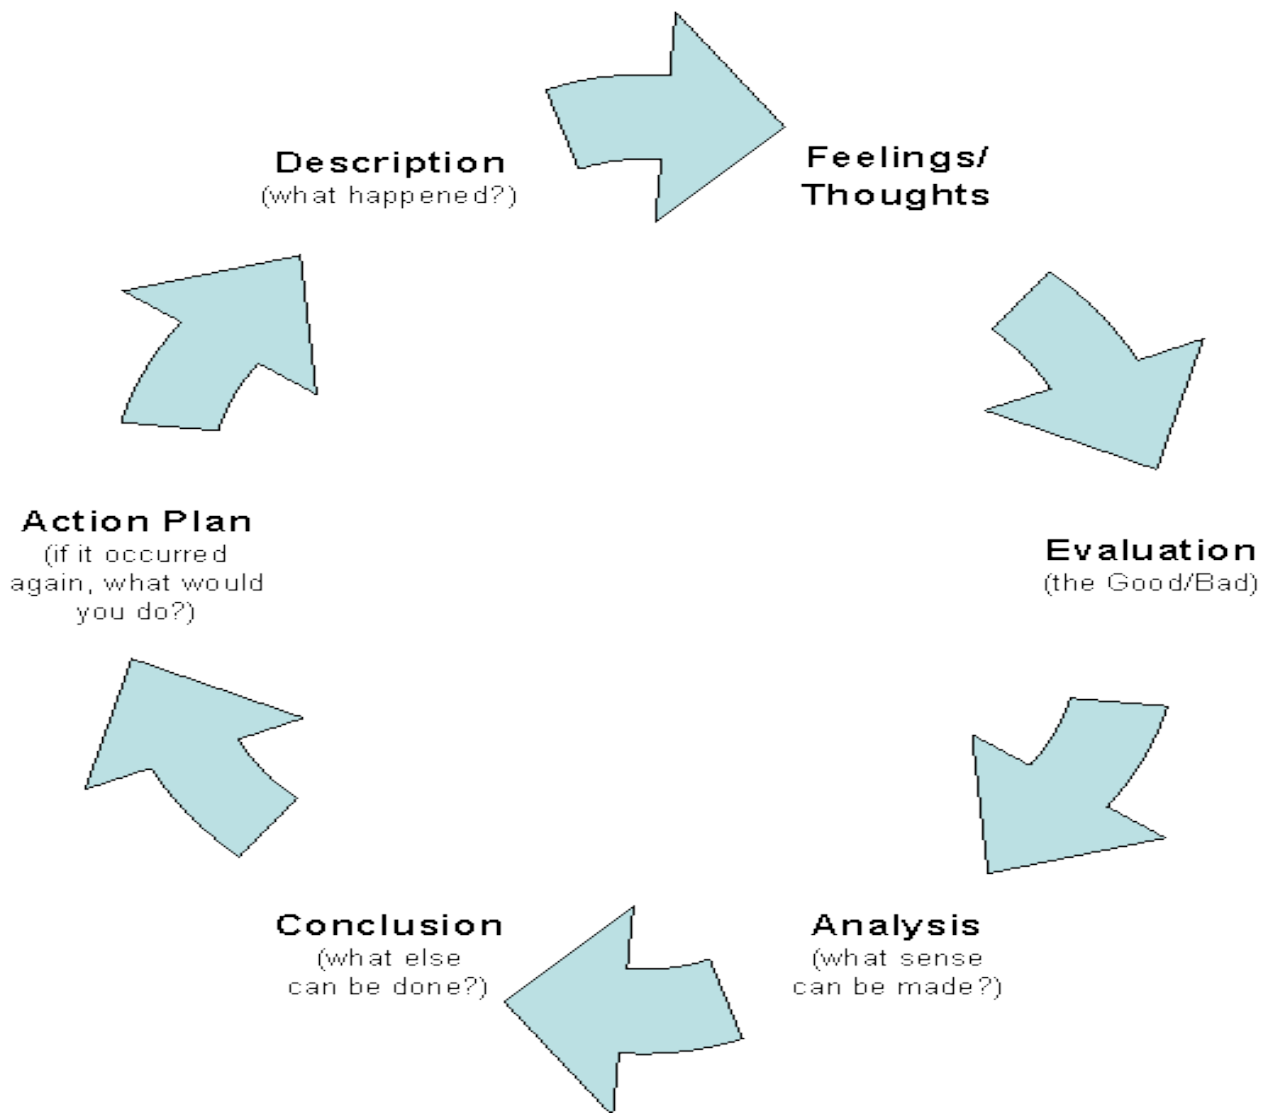 Description
(what happened?)
Feelings/
Thoughts
Evaluation
(the Good/Bad)
Analysis
(what sense
can be made?)
Conclusion
(what else
can be done?)
Action Plan
(if it occurred
again, what would
you do?)